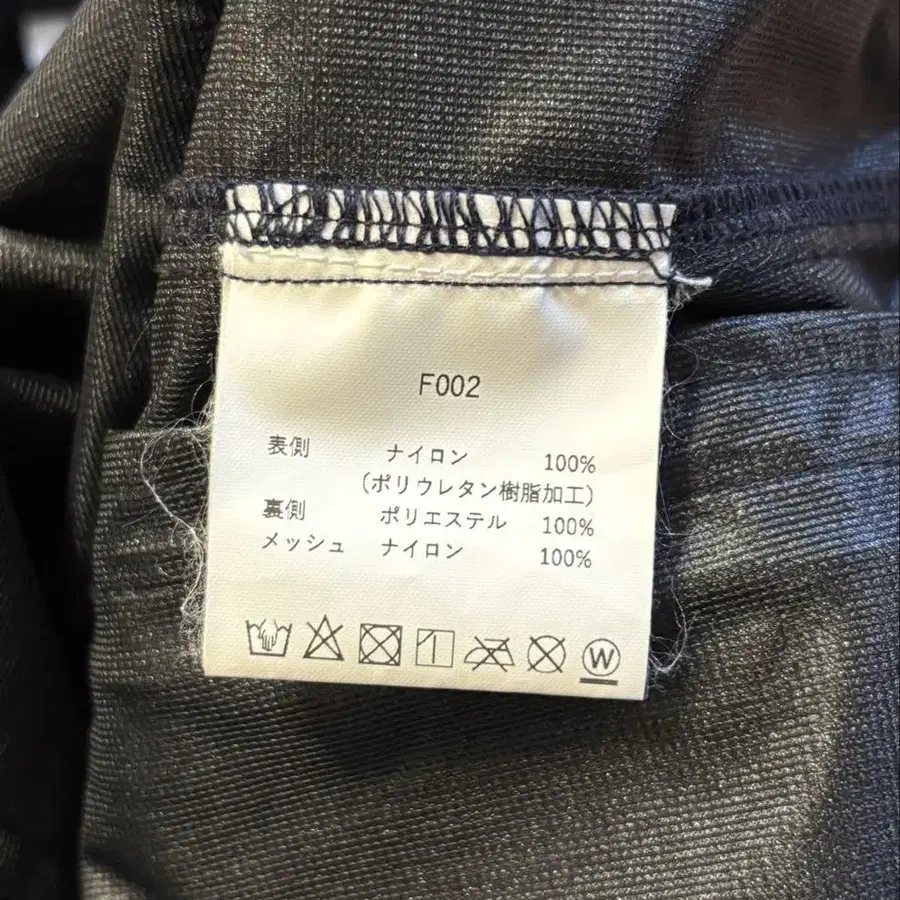 F002
表側 ナイロン 100%
(ポリウレタン樹脂加工)
裏側 ポリエステル 100%
メッシュ ナイロン 100%
W